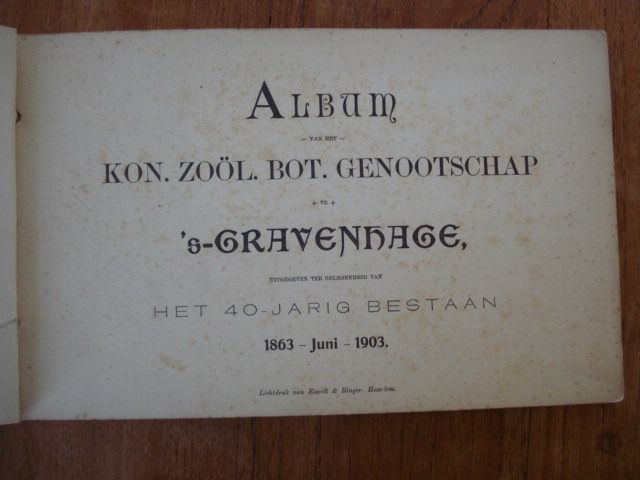 ALBUM
– VAN HET –
KON. ZOÖL. BOT. GENOOTSCHAP
+ TE +
's-GRAVENHAGE,
UITGEGEVEN TER GELEGENHEID VAN
HET 40-JARIG BESTAAN
1863 – Juni – 1903.
Lichtdruk van Emrik & Binger, Haarlem.